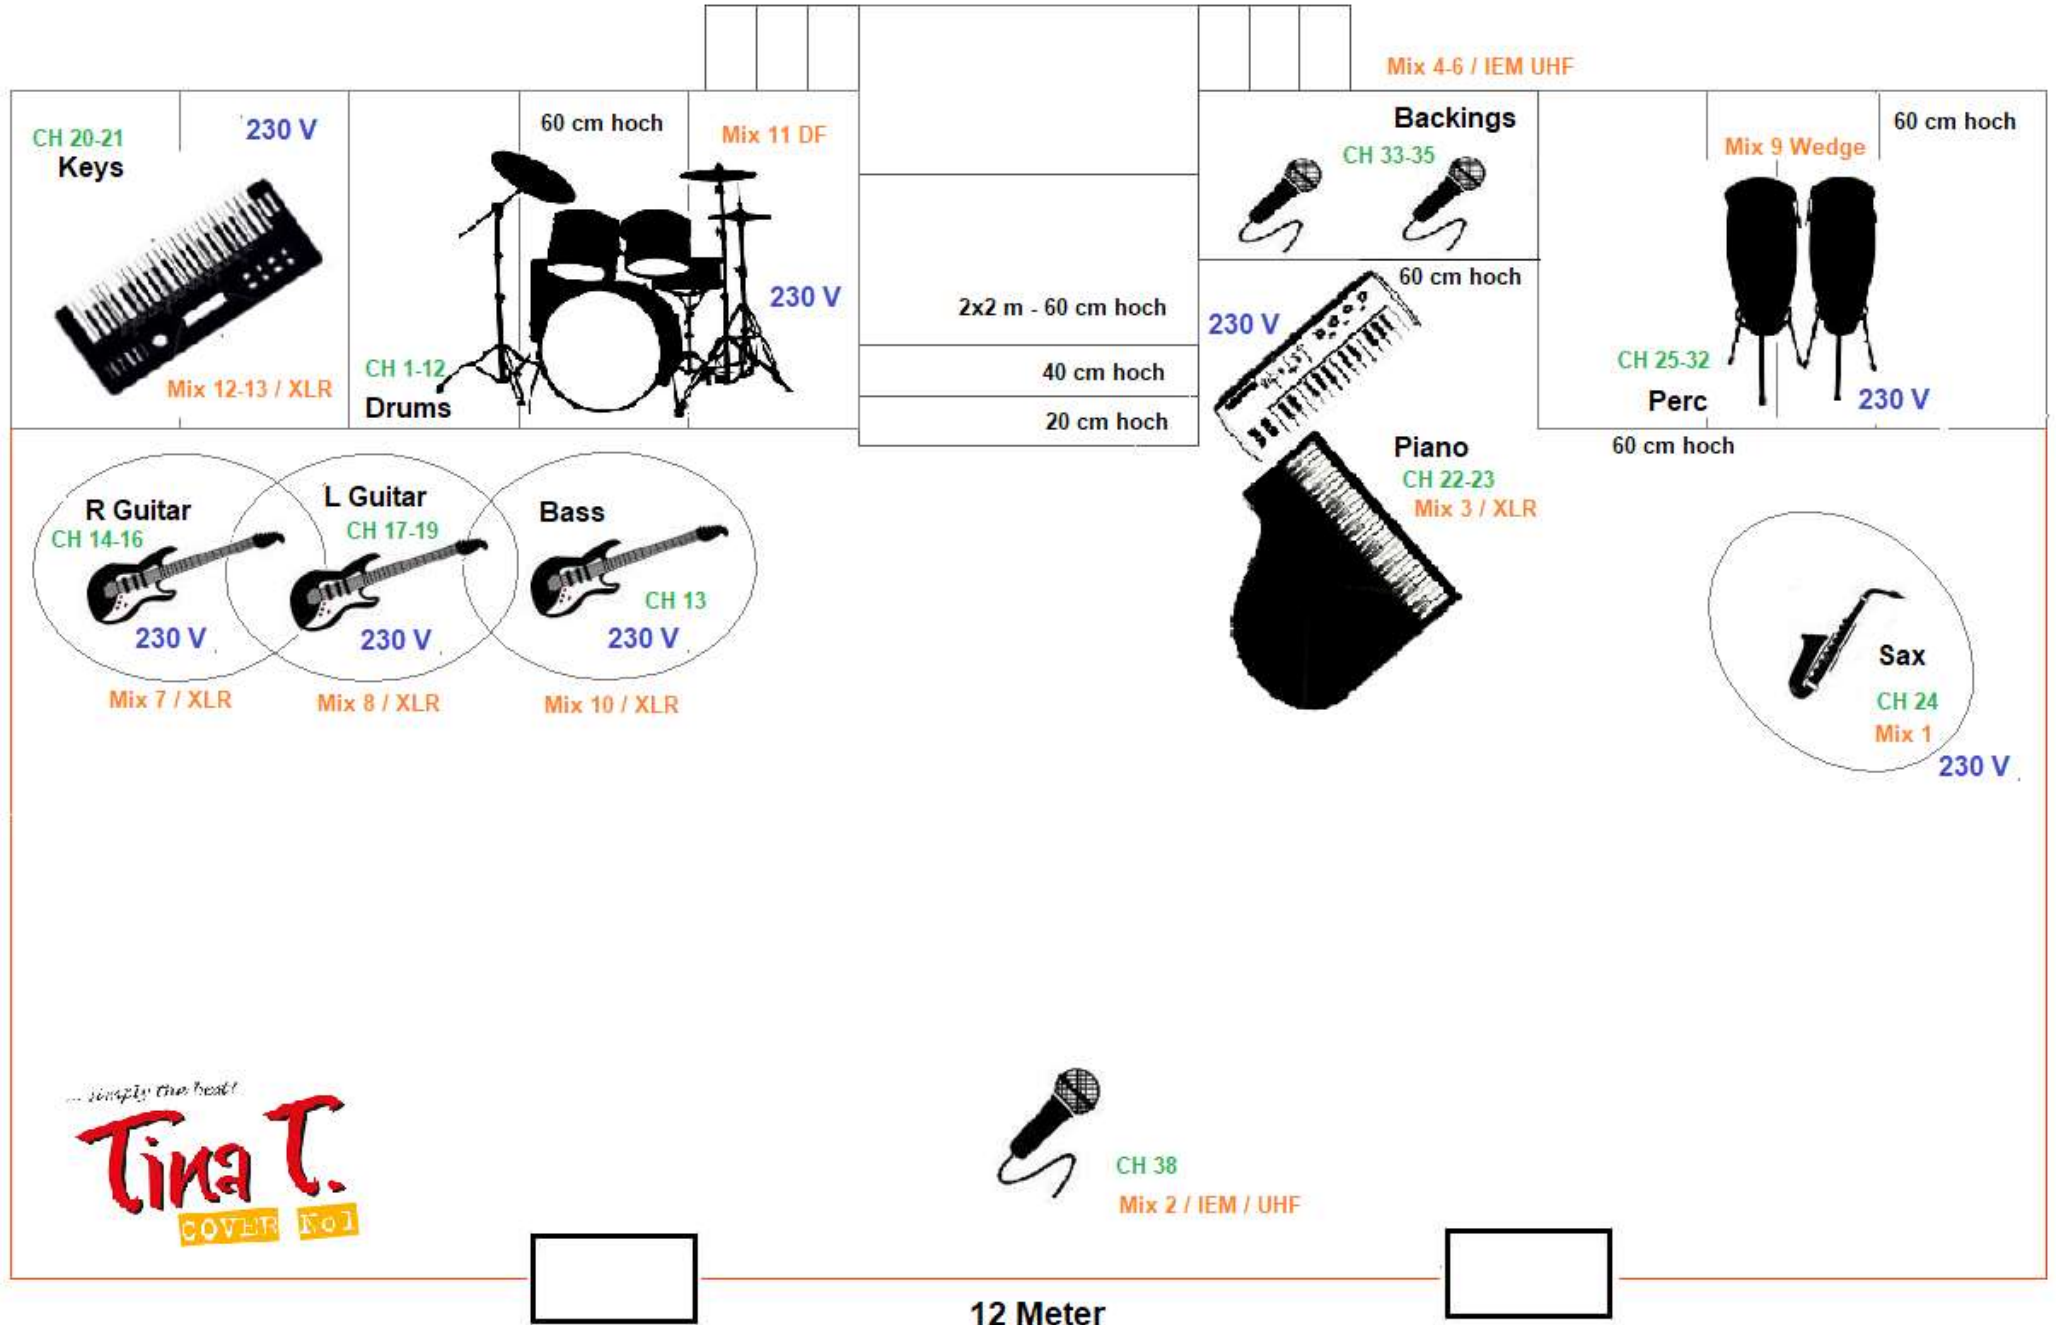 Mix 4-6 / IEM UHF
CH 20-21
Keys
230 V
Mix 12-13 / XLR
60 cm hoch
Mix 11 DF
230 V
CH 1-12
Drums
2x2 m - 60 cm hoch
40 cm hoch
20 cm hoch
Backings
CH 33-35
60 cm hoch
230 V
Piano
CH 22-23
Mix 3 / XLR
60 cm hoch
Mix 9 Wedge
CH 25-32
Perc
230 V
60 cm hoch
R Guitar
CH 14-16
230 V
Mix 7 / XLR
L Guitar
CH 17-19
230 V
Mix 8 / XLR
Bass
CH 13
230 V
Mix 10 / XLR
Sax
CH 24
Mix 1
230 V
... simply the best!
Tina T.
COVER No1
CH 38
Mix 2 / IEM / UHF
12 Meter